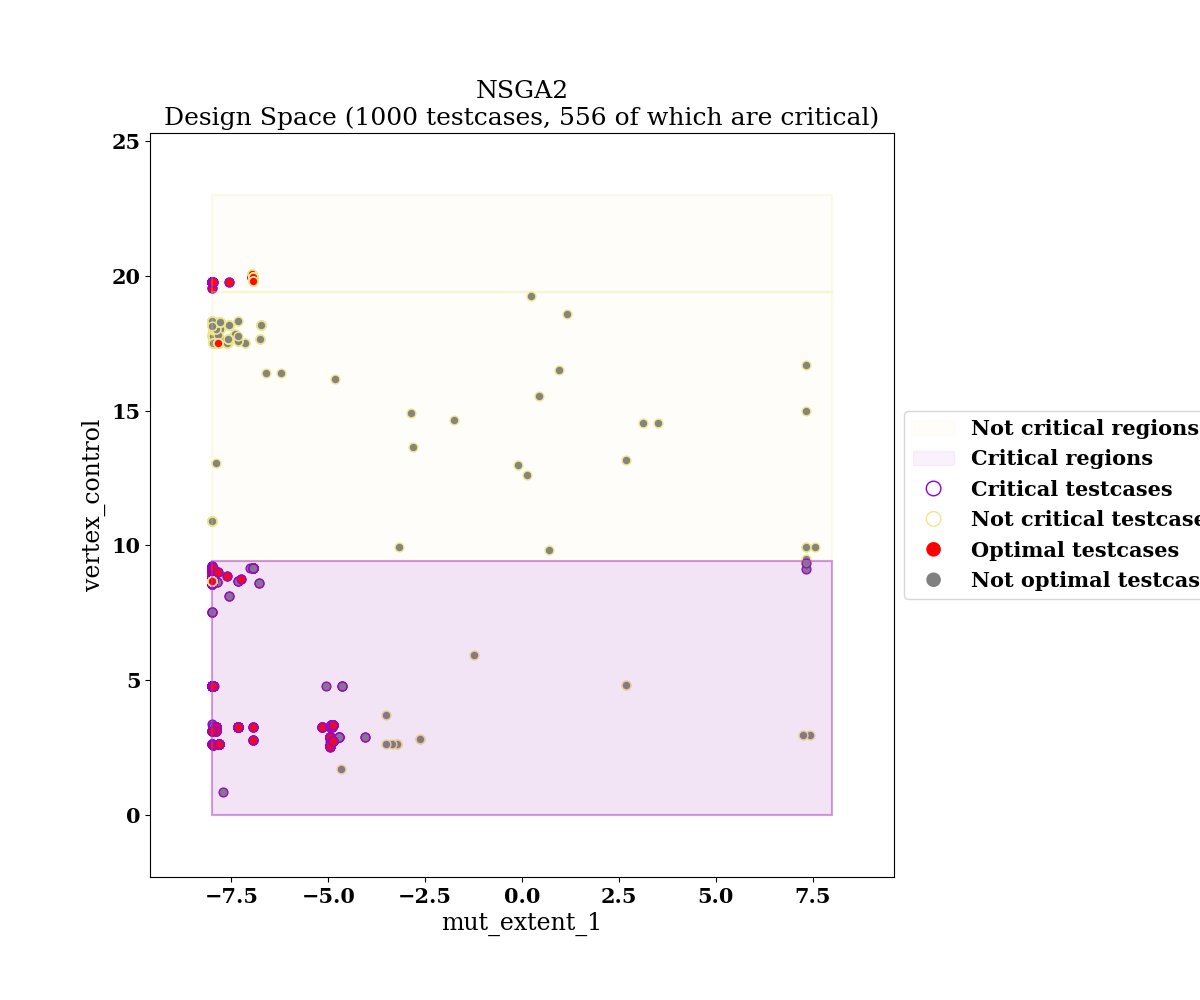 NSGA2
Design Space (1000 testcases, 556 of which are critical)
25
20
15
10
5
0
vertex_control
−7.5
−5.0
−2.5
0.0
2.5
5.0
7.5
mut_extent_1
Not critical regions
Critical regions
Critical testcases
Not critical testcase
Optimal testcases
Not optimal testcas